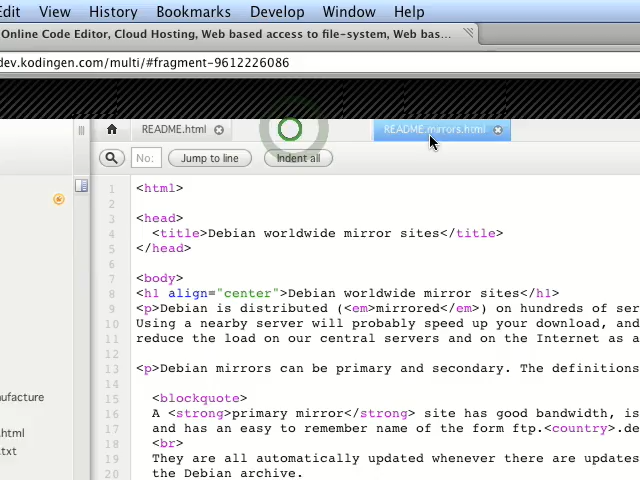 Edit View History Bookmarks Develop Window Help
Online Code Editor, Cloud Hosting, Web based access to file-system, Web bas...
dev.kodingen.com/multi/#fragment-9612226086
README.html README.mirrors.html
No: Jump to line Indent all
1 <html>
2
3 <head>
4 <title>Debian worldwide mirror sites</title>
5 </head>
6
7 <body>
8 <h1 align="center">Debian worldwide mirror sites</h1>
9 <p>Debian is distributed (<em>mirrored</em>) on hundreds of ser
10 Using a nearby server will probably speed up your download, and
11 reduce the load on our central servers and on the Internet as a
12
13 <p>Debian mirrors can be primary and secondary. The definitions
14
15 <blockquote>
16 A <strong>primary mirror</strong> site has good bandwidth, is
17 and has an easy to remember name of the form ftp.<country>.de
18 <br>
19 They are all automatically updated whenever there are updates
20 the Debian archive.
ufacture
.html
.txt